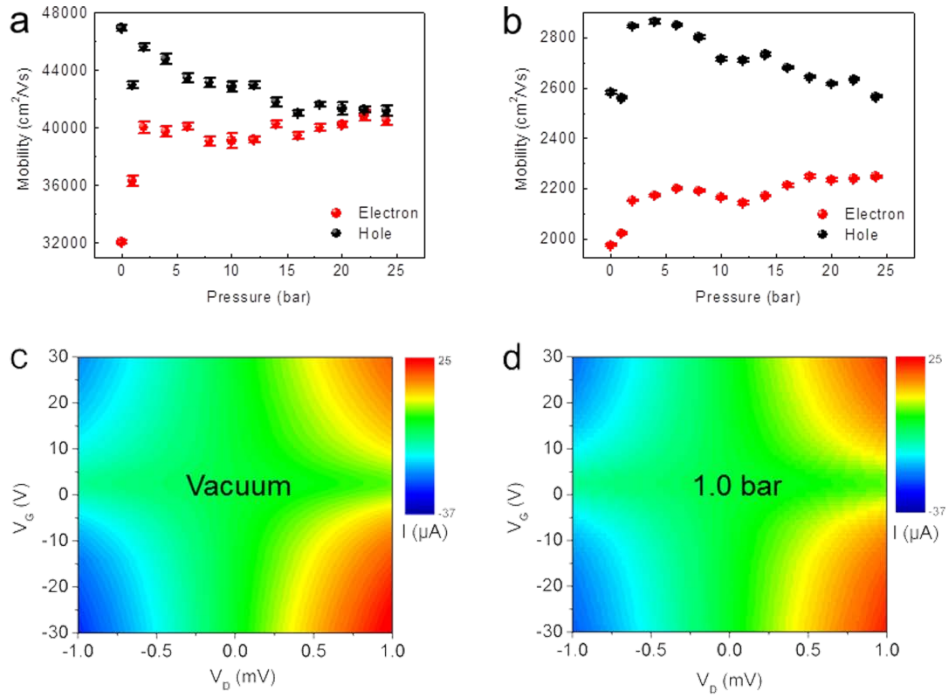 a
48000
44000
40000
36000
32000
Mobility (cm²/Vs)
Electron
Hole
0 5 10 15 20 25
Pressure (bar)
b
2800
2600
2400
2200
2000
Mobility (cm²/Vs)
Electron
Hole
0 5 10 15 20 25
Pressure (bar)
c
30
20
10
0
-10
-20
-30
V_G (V)
Vacuum
-1.0 -0.5 0.0 0.5 1.0
V_D (mV)
25
-37
I (µA)
d
30
20
10
0
-10
-20
-30
V_G (V)
1.0 bar
-1.0 -0.5 0.0 0.5 1.0
V_D (mV)
25
-37
I (µA)